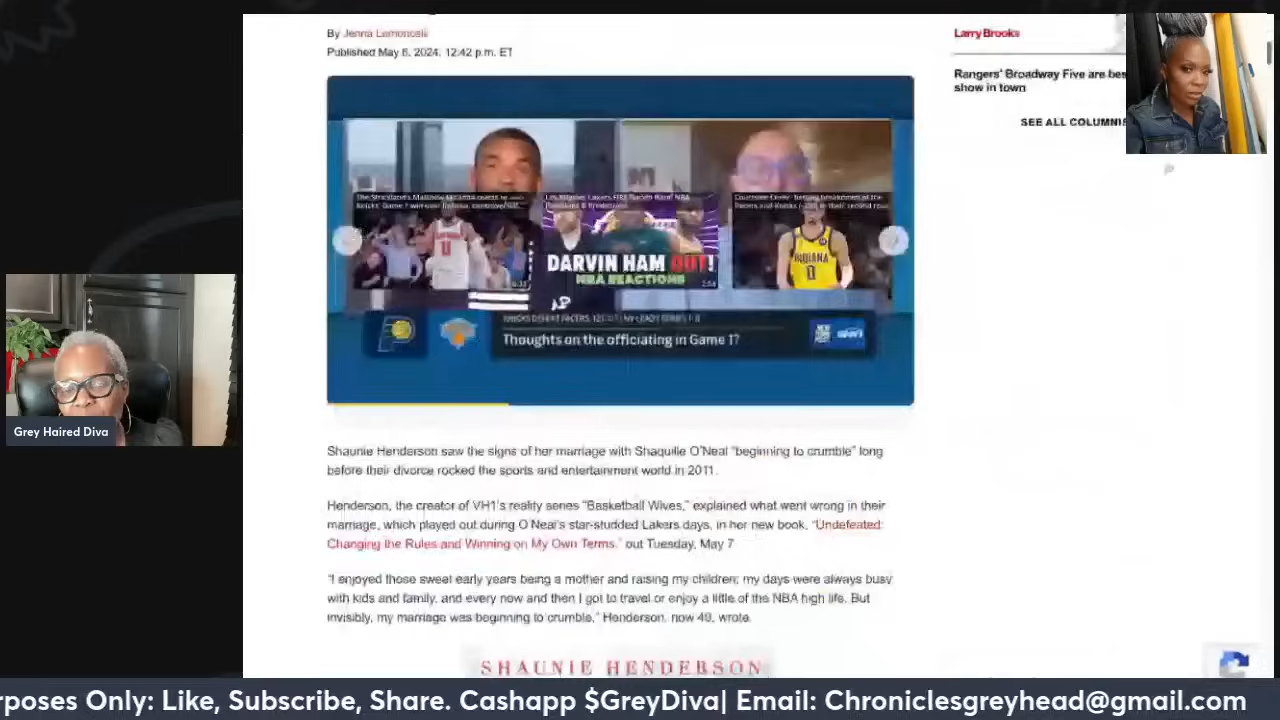 By Jenna Lemoncelli
Published May 6, 2024, 12:42 p.m. ET
Larry Brooks
Rangers' Broadway Five are bes
show in town
SEE ALL COLUMNIS
DARVIN HAM OUT!
NBA REACTIONS
INDIANA
0
Thoughts on the officiating in Game 1?
Grey Haired Diva
Shaunie Henderson saw the signs of her marriage with Shaquille O'Neal "beginning to crumble" long
before their divorce rocked the sports and entertainment world in 2011.
Henderson, the creator of VH1's reality series "Basketball Wives," explained what went wrong in their
marriage, which played out during O'Neal's star-studded Lakers days, in her new book, "Undefeated:
Changing the Rules and Winning on My Own Terms," out Tuesday, May 7
"I enjoyed those sweet early years being a mother and raising my children; my days were always busy
with kids and family, and every now and then I got to travel or enjoy a little of the NBA high life. But
invisibly, my marriage was beginning to crumble," Henderson, now 49, wrote.
SHAUNIE HENDERSON
rposes Only: Like, Subscribe, Share. Cashapp $GreyDiva| Email: Chroniclesgreyhead@gmail.com